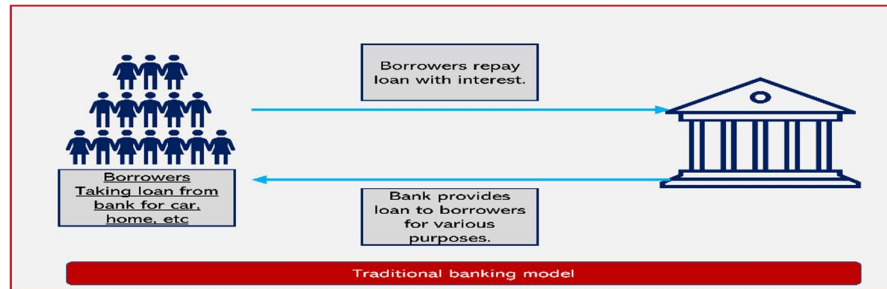 Borrowers repay
loan with interest.
Borrowers
Taking loan from
bank for car,
home, etc
Bank provides
loan to borrowers
for various
purposes.
Traditional banking model